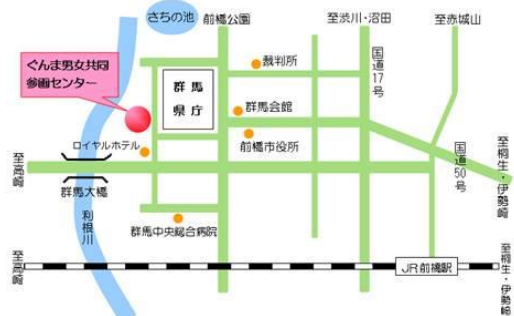 さちの池
前橋公園
至渋川・沼田
至赤城山
ぐんま男女共同
参画センター
裁判所
国道17号
群馬
県庁
群馬会館
前橋市役所
ロイヤルホテル
至高崎
群馬大橋
国道50号
至桐生・伊勢崎
利根川
群馬中央総合病院
至高崎
JR前橋駅
至桐生・伊勢崎